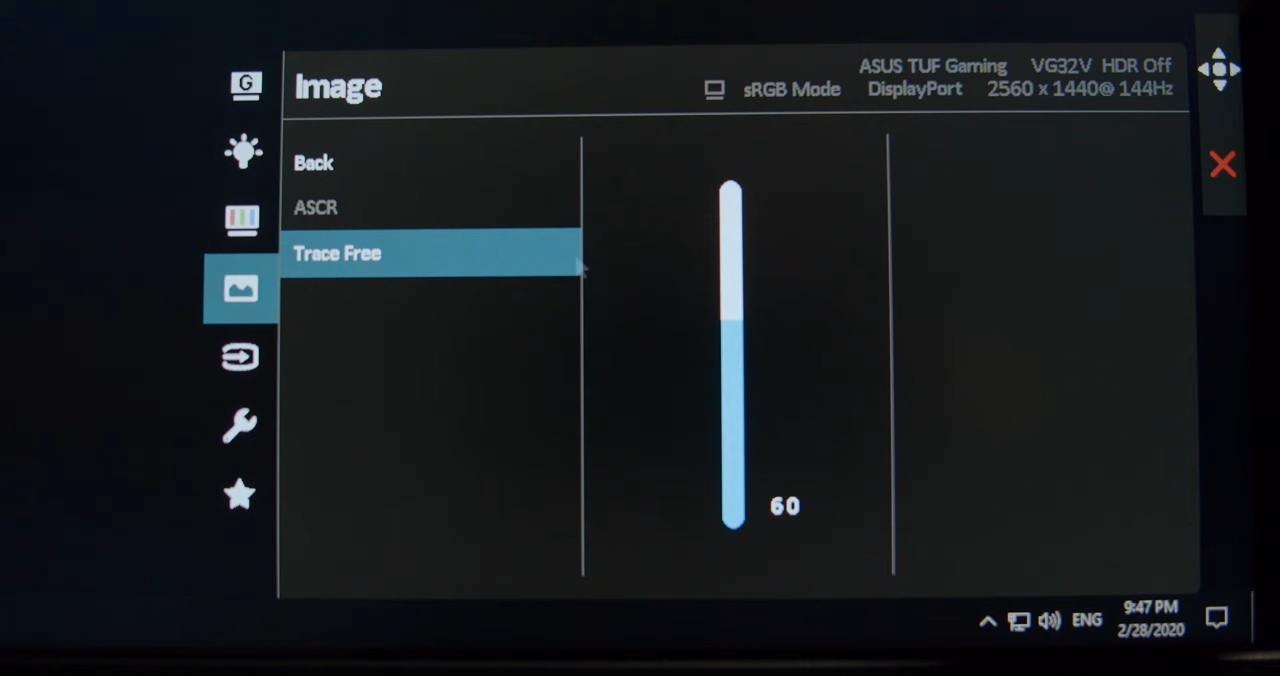 G
Image
ASUS TUF Gaming VG32V HDR Off
sRGB Mode DisplayPort 2560 x 1440@ 144Hz
Back
ASCR
Trace Free
60
ENG
9:47 PM
2/28/2020